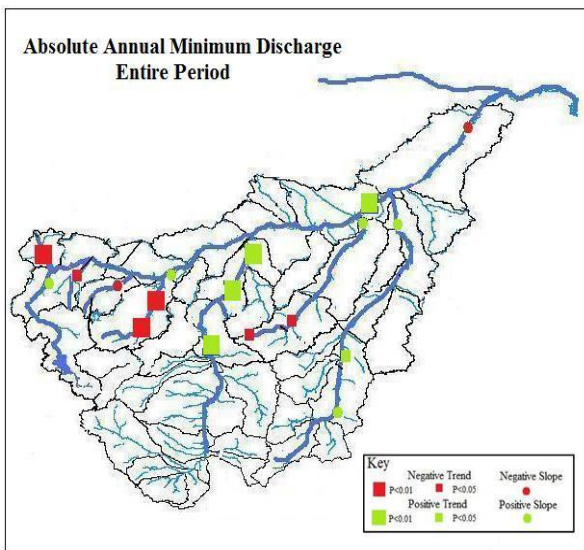 Absolute Annual Minimum Discharge
Entire Period
Key
Negative Trend Negative Slope
P<0.01 P<0.05
Positive Trend Positive Slope
P<0.01 P<0.05